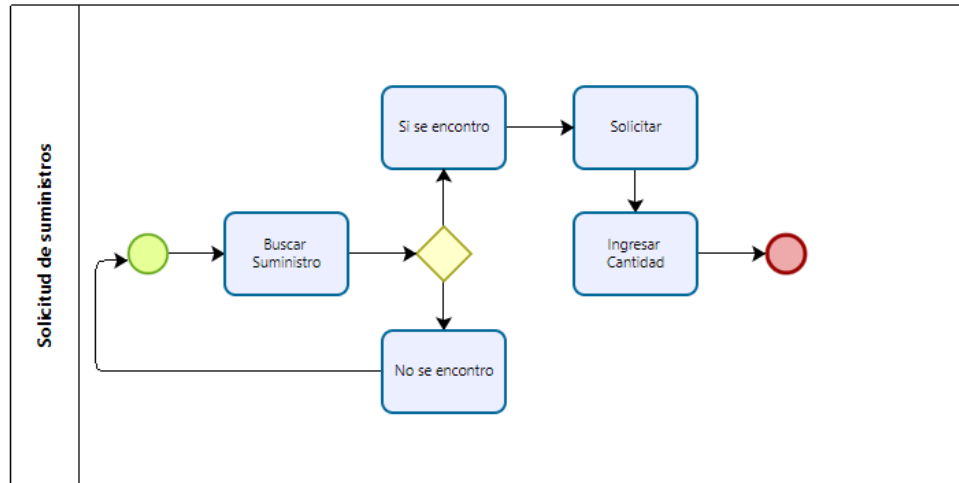 Solicitud de suministros
Si se encontro
Solicitar
Buscar
Suministro
Ingresar
Cantidad
No se encontro